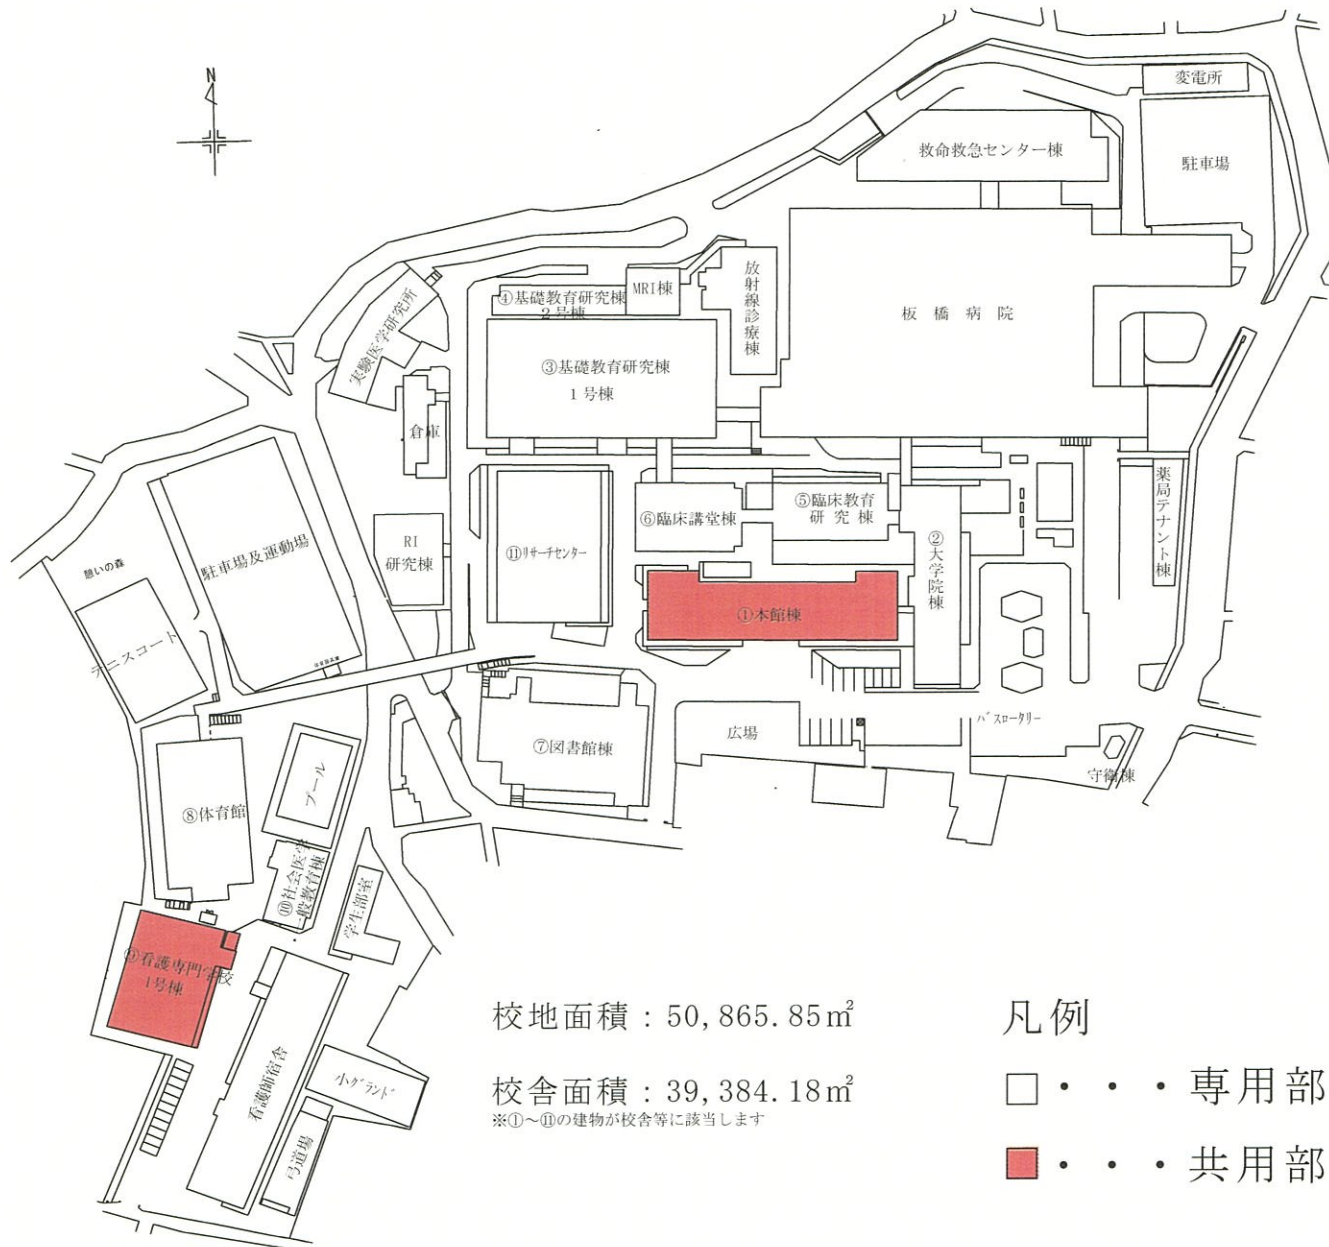 N
変電所
救命救急センター棟
駐車場
放射線診療棟
MRI棟
④基礎教育研究棟
2号棟
板橋病院
実験医学研究所
③基礎教育研究棟
1号棟
倉庫
薬局テナント棟
⑤臨床教育
研究棟
⑥臨床講堂棟
②大学院棟
⑪リサーチセンター
RI
研究棟
駐車場及運動場
憩いの森
①本館棟
テニスコート
バスロータリー
広場
⑦図書館棟
守衛棟
プール
⑧体育館
⑩社会医学
一般教育棟
学生部室
⑨看護専門学校
1号棟
看護師宿舎
小グランド
弓道場
校地面積：50,865.85㎡
校舎面積：39,384.18㎡
※①～⑪の建物が校舎等に該当します
凡例
□・・・専用部
■・・・共用部